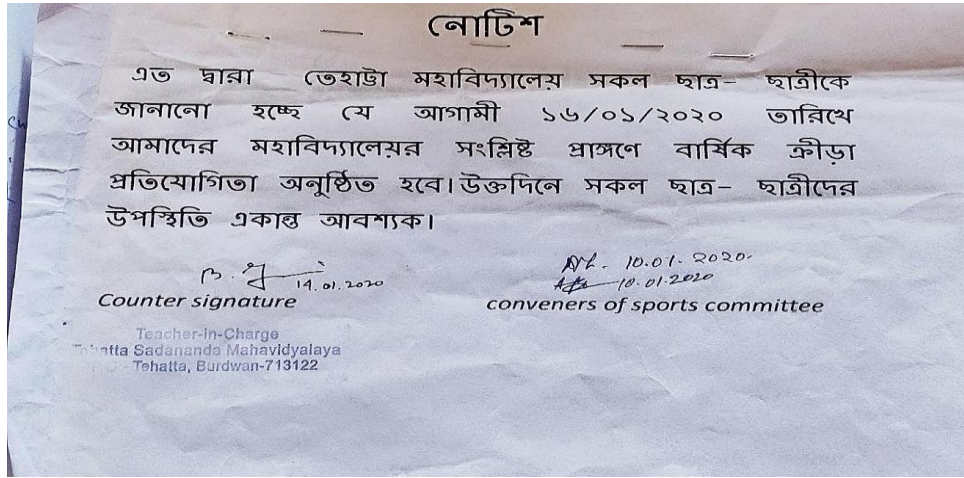 নোটিশ
এত দ্বারা তেহাট্টা মহাবিদ্যালেয় সকল ছাত্র- ছাত্রীকে
জানানো হচ্ছে যে আগামী ১৬/০১/২০২০ তারিখে
আমাদের মহাবিদ্যালেয়র সংশ্লিষ্ট প্রাঙ্গণে বার্ষিক ক্রীড়া
প্রতিযোগিতা অনুষ্ঠিত হবে। উক্তদিনে সকল ছাত্র- ছাত্রীদের
উপস্থিতি একান্ত আবশ্যক।
10.01.2020
14.01.2020 10.01.2020
Counter signature conveners of sports committee
Teacher-in-Charge
Sadananda Mahavidyalaya
Tehatta, Burdwan-713122